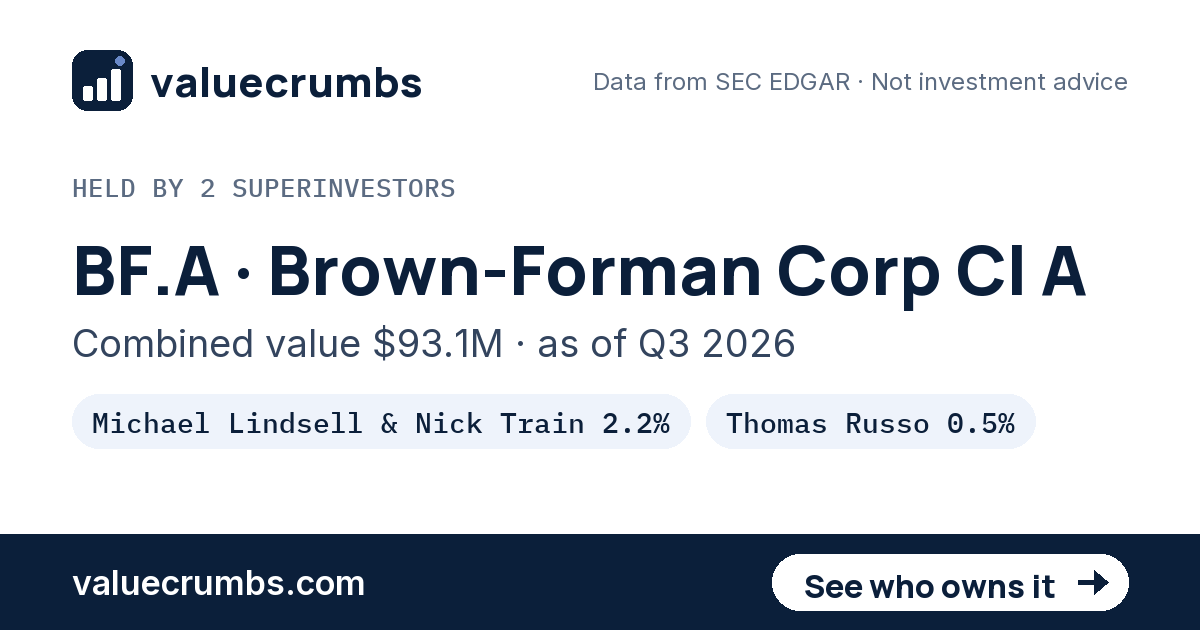 valuecrumbs
Data from SEC EDGAR · Not investment advice
HELD BY 2 SUPERINVESTORS
BF.A · Brown-Forman Corp Cl A
Combined value $93.1M · as of Q3 2026
Michael Lindsell & Nick Train 2.2%
Thomas Russo 0.5%
valuecrumbs.com
See who owns it →